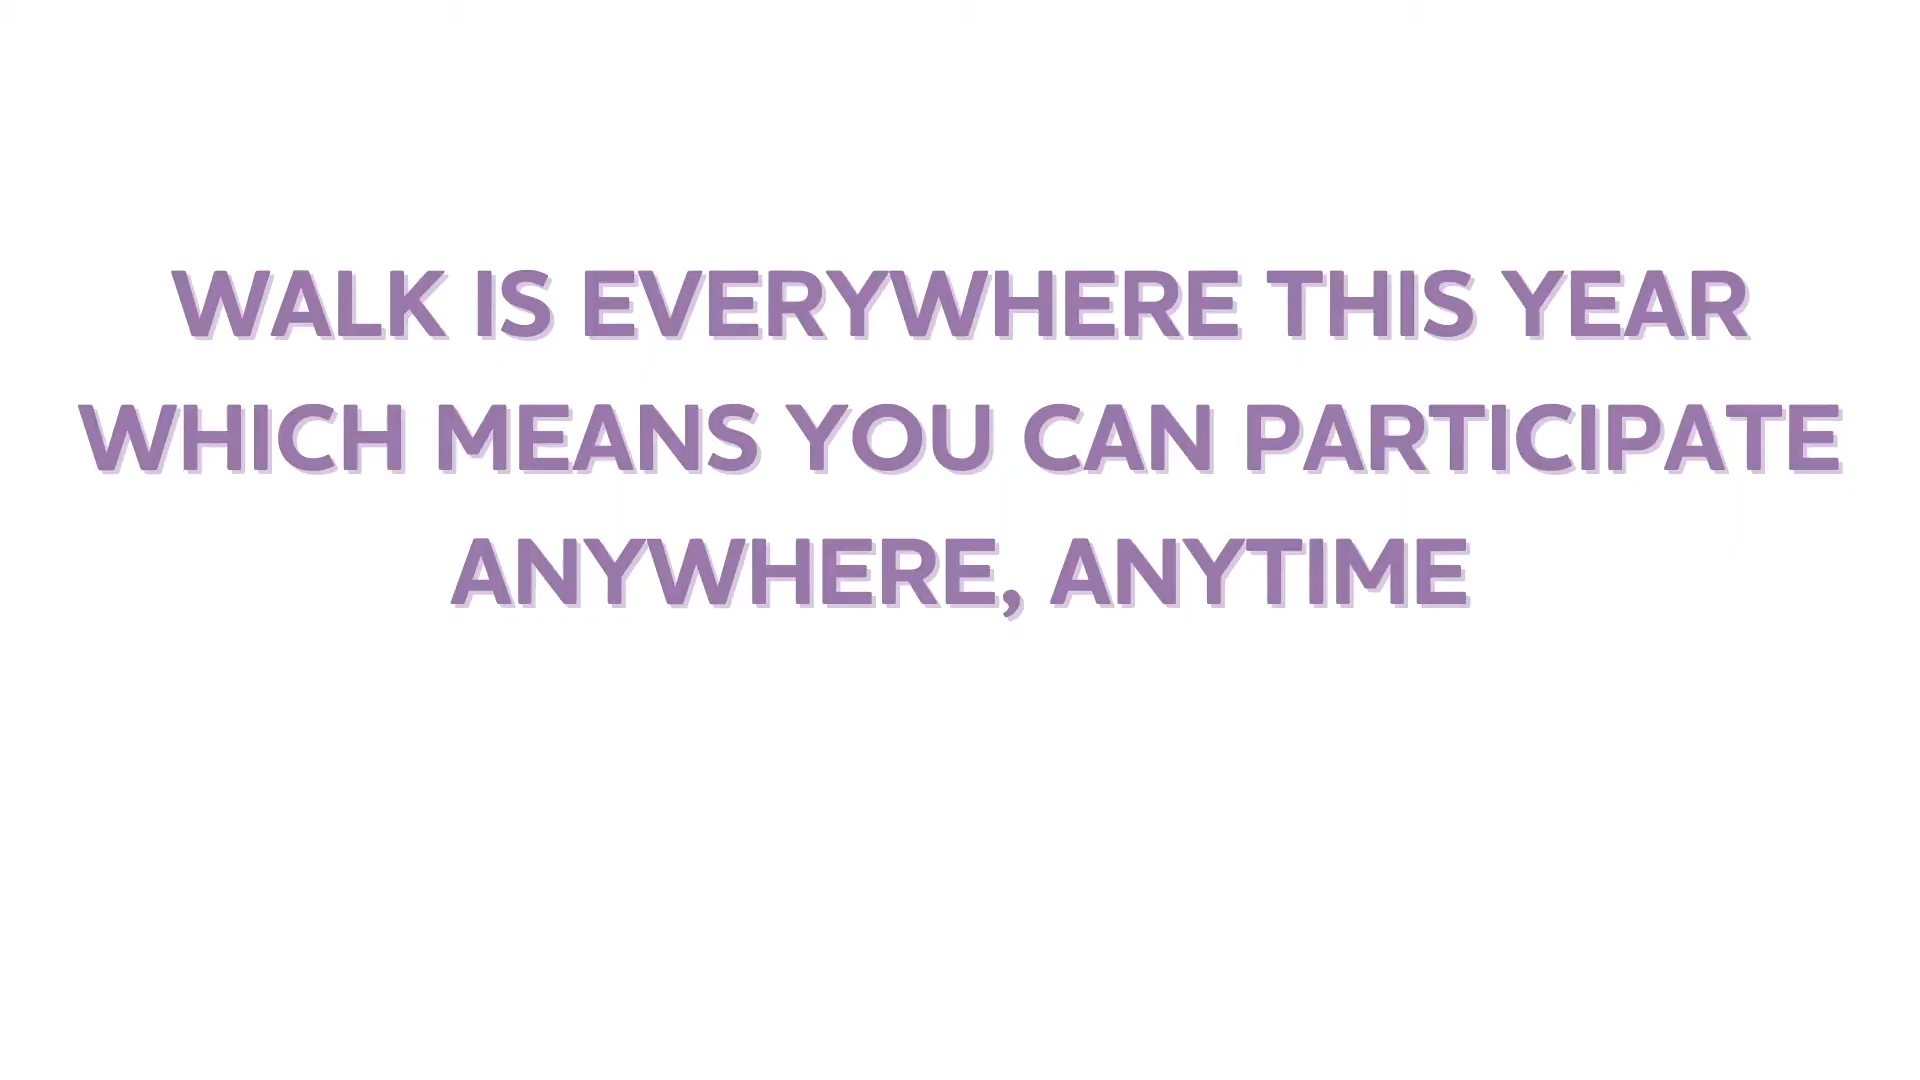 WALK IS EVERYWHERE THIS YEAR
WHICH MEANS YOU CAN PARTICIPATE
ANYWHERE, ANYTIME